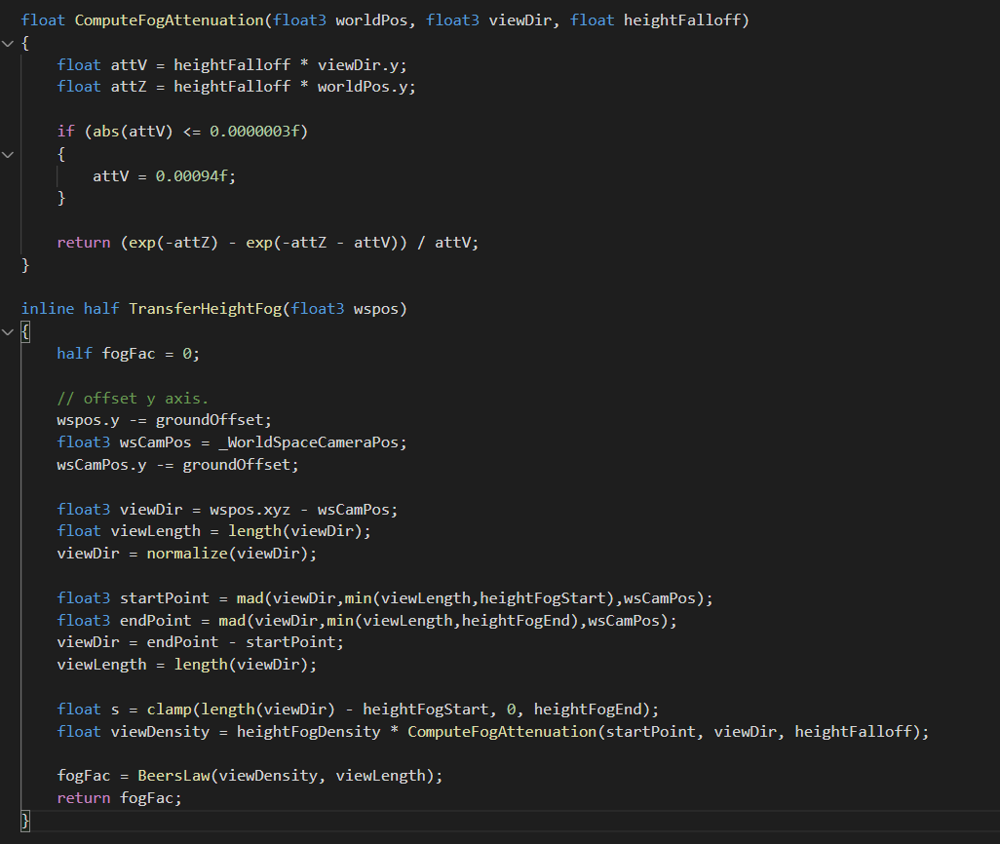 float ComputeFogAttenuation(float3 worldPos, float3 viewDir, float heightFalloff)
{
float attV = heightFalloff * viewDir.y;
float attZ = heightFalloff * worldPos.y;
if (abs(attV) <= 0.0000003f)
{
attV = 0.00094f;
}
return (exp(-attZ) - exp(-attZ - attV)) / attV;
}
inline half TransferHeightFog(float3 wspos)
{
half fogFac = 0;
// offset y axis.
wspos.y -= groundOffset;
float3 wsCamPos = _WorldSpaceCameraPos;
wsCamPos.y -= groundOffset;
float3 viewDir = wspos.xyz - wsCamPos;
float viewLength = length(viewDir);
viewDir = normalize(viewDir);
float3 startPoint = mad(viewDir,min(viewLength,heightFogStart),wsCamPos);
float3 endPoint = mad(viewDir,min(viewLength,heightFogEnd),wsCamPos);
viewDir = endPoint - startPoint;
viewLength = length(viewDir);
float s = clamp(length(viewDir) - heightFogStart, 0, heightFogEnd);
float viewDensity = heightFogDensity * ComputeFogAttenuation(startPoint, viewDir, heightFalloff);
fogFac = BeersLaw(viewDensity, viewLength);
return fogFac;
}